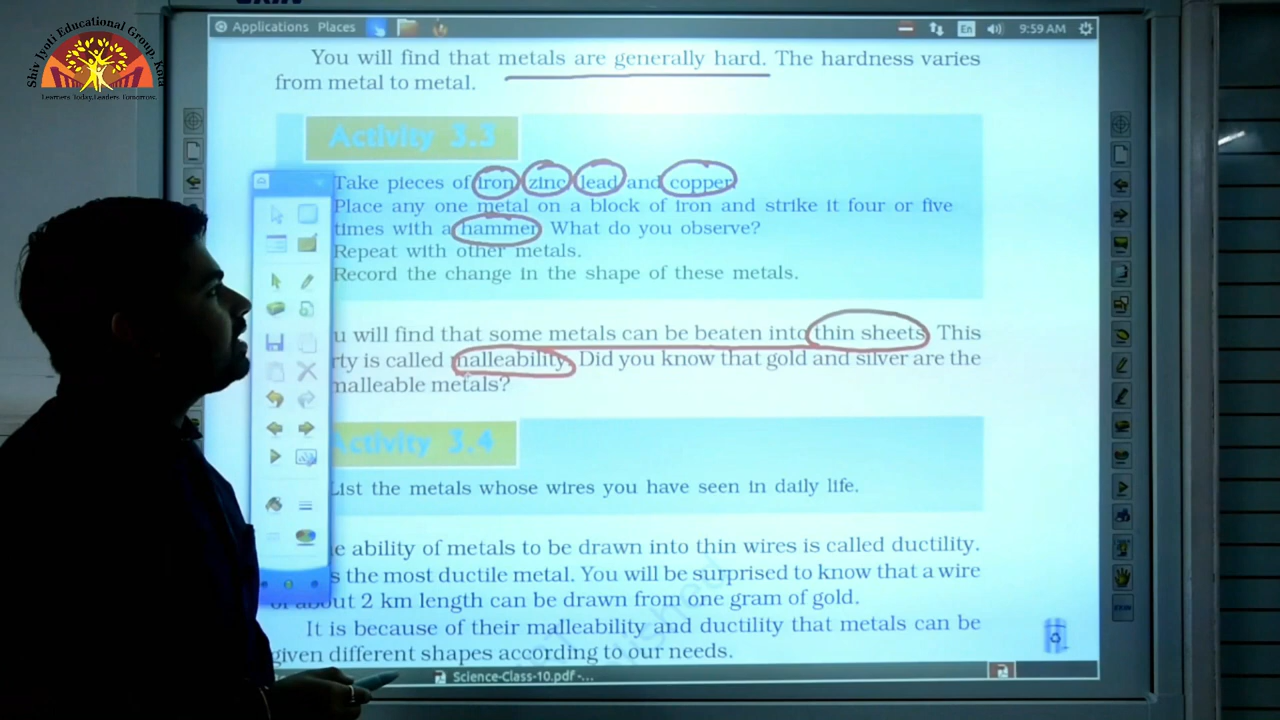 Shiv Jyoti Educational Group, Kota
Learners Today, Leaders Tomorrow.
Applications Places
En 9:59 AM
You will find that metals are generally hard. The hardness varies
from metal to metal.
Activity 3.3
Take pieces of iron, zinc, lead and copper.
Place any one metal on a block of iron and strike it four or five
times with a hammer. What do you observe?
Repeat with other metals.
Record the change in the shape of these metals.
u will find that some metals can be beaten into thin sheets. This
rty is called malleability. Did you know that gold and silver are the
malleable metals?
Activity 3.4
List the metals whose wires you have seen in daily life.
e ability of metals to be drawn into thin wires is called ductility.
s the most ductile metal. You will be surprised to know that a wire
of about 2 km length can be drawn from one gram of gold.
It is because of their malleability and ductility that metals can be
given different shapes according to our needs.
Science-Class-10.pdf -...